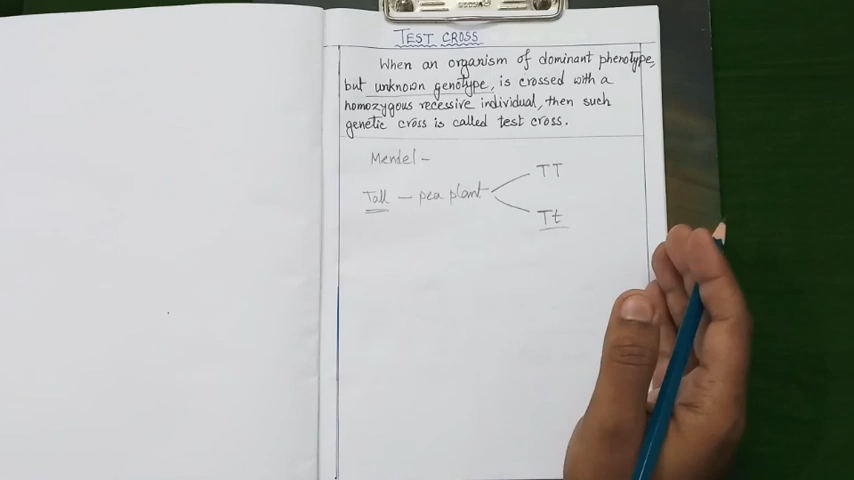 TEST CROSS
When an organism of dominant phenotype,
but unknown genotype, is crossed with a
homozygous recessive individual, then such
genetic cross is called test cross.
Mendel -
TT
Tall - pea plant
Tt